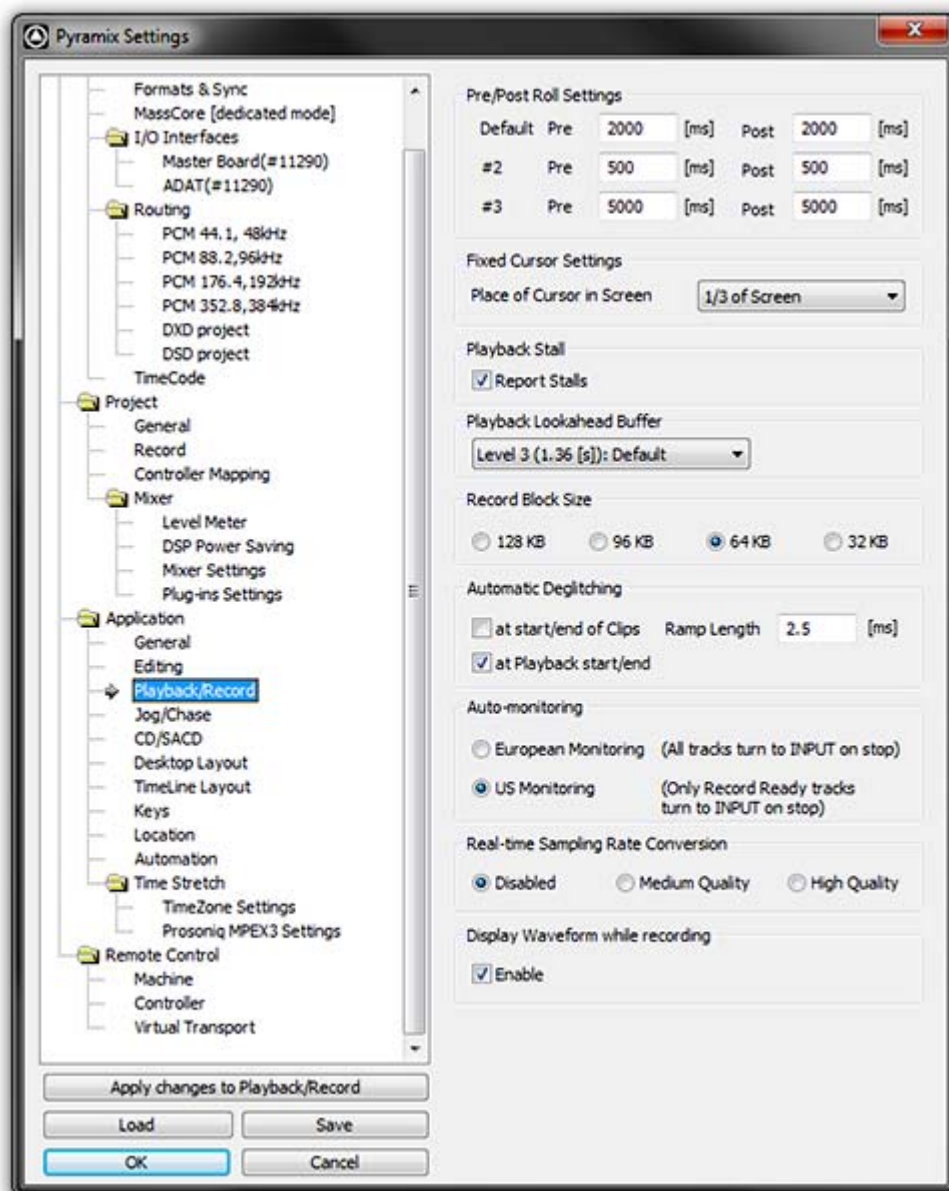 Pyramix Settings
Formats & Sync
MassCore [dedicated mode]
I/O Interfaces
Master Board(#11290)
ADAT(#11290)
Routing
PCM 44.1, 48kHz
PCM 88.2,96kHz
PCM 176.4,192kHz
PCM 352.8,384kHz
DXD project
DSD project
TimeCode
Project
General
Record
Controller Mapping
Mixer
Level Meter
DSP Power Saving
Mixer Settings
Plug-ins Settings
Application
General
Editing
Playback/Record
Jog/Chase
CD/SACD
Desktop Layout
TimeLine Layout
Keys
Location
Automation
Time Stretch
TimeZone Settings
Prosoniq MPEX3 Settings
Remote Control
Machine
Controller
Virtual Transport
Apply changes to Playback/Record
Load Save
OK Cancel
Pre/Post Roll Settings
Default Pre 2000 [ms] Post 2000 [ms]
#2 Pre 500 [ms] Post 500 [ms]
#3 Pre 5000 [ms] Post 5000 [ms]
Fixed Cursor Settings
Place of Cursor in Screen 1/3 of Screen
Playback Stall
Report Stalls
Playback Lookahead Buffer
Level 3 (1.36 [s]): Default
Record Block Size
128 KB 96 KB 64 KB 32 KB
Automatic Deglitching
at start/end of Clips Ramp Length 2.5 [ms]
at Playback start/end
Auto-monitoring
European Monitoring (All tracks turn to INPUT on stop)
US Monitoring (Only Record Ready tracks
turn to INPUT on stop)
Real-time Sampling Rate Conversion
Disabled Medium Quality High Quality
Display Waveform while recording
Enable